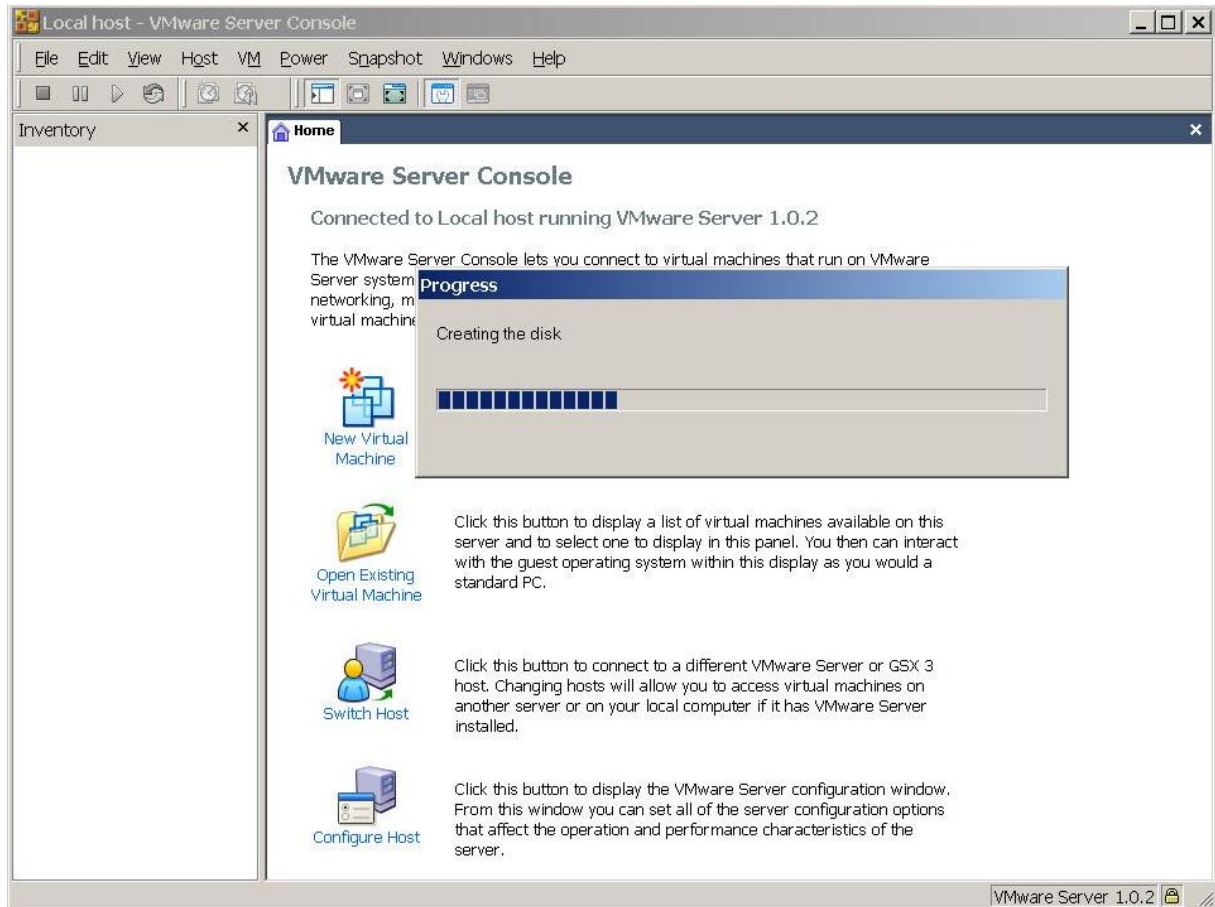 Local host - VMware Server Console
File Edit View Host VM Power Snapshot Windows Help
Inventory
Home
VMware Server Console
Connected to Local host running VMware Server 1.0.2
The VMware Server Console lets you connect to virtual machines that run on VMware
Server system
networking, m
virtual machine
Progress
Creating the disk
New Virtual
Machine
Open Existing
Virtual Machine
Click this button to display a list of virtual machines available on this
server and to select one to display in this panel. You then can interact
with the guest operating system within this display as you would a
standard PC.
Switch Host
Click this button to connect to a different VMware Server or GSX 3
host. Changing hosts will allow you to access virtual machines on
another server or on your local computer if it has VMware Server
installed.
Configure Host
Click this button to display the VMware Server configuration window.
From this window you can set all of the server configuration options
that affect the operation and performance characteristics of the
server.
VMware Server 1.0.2